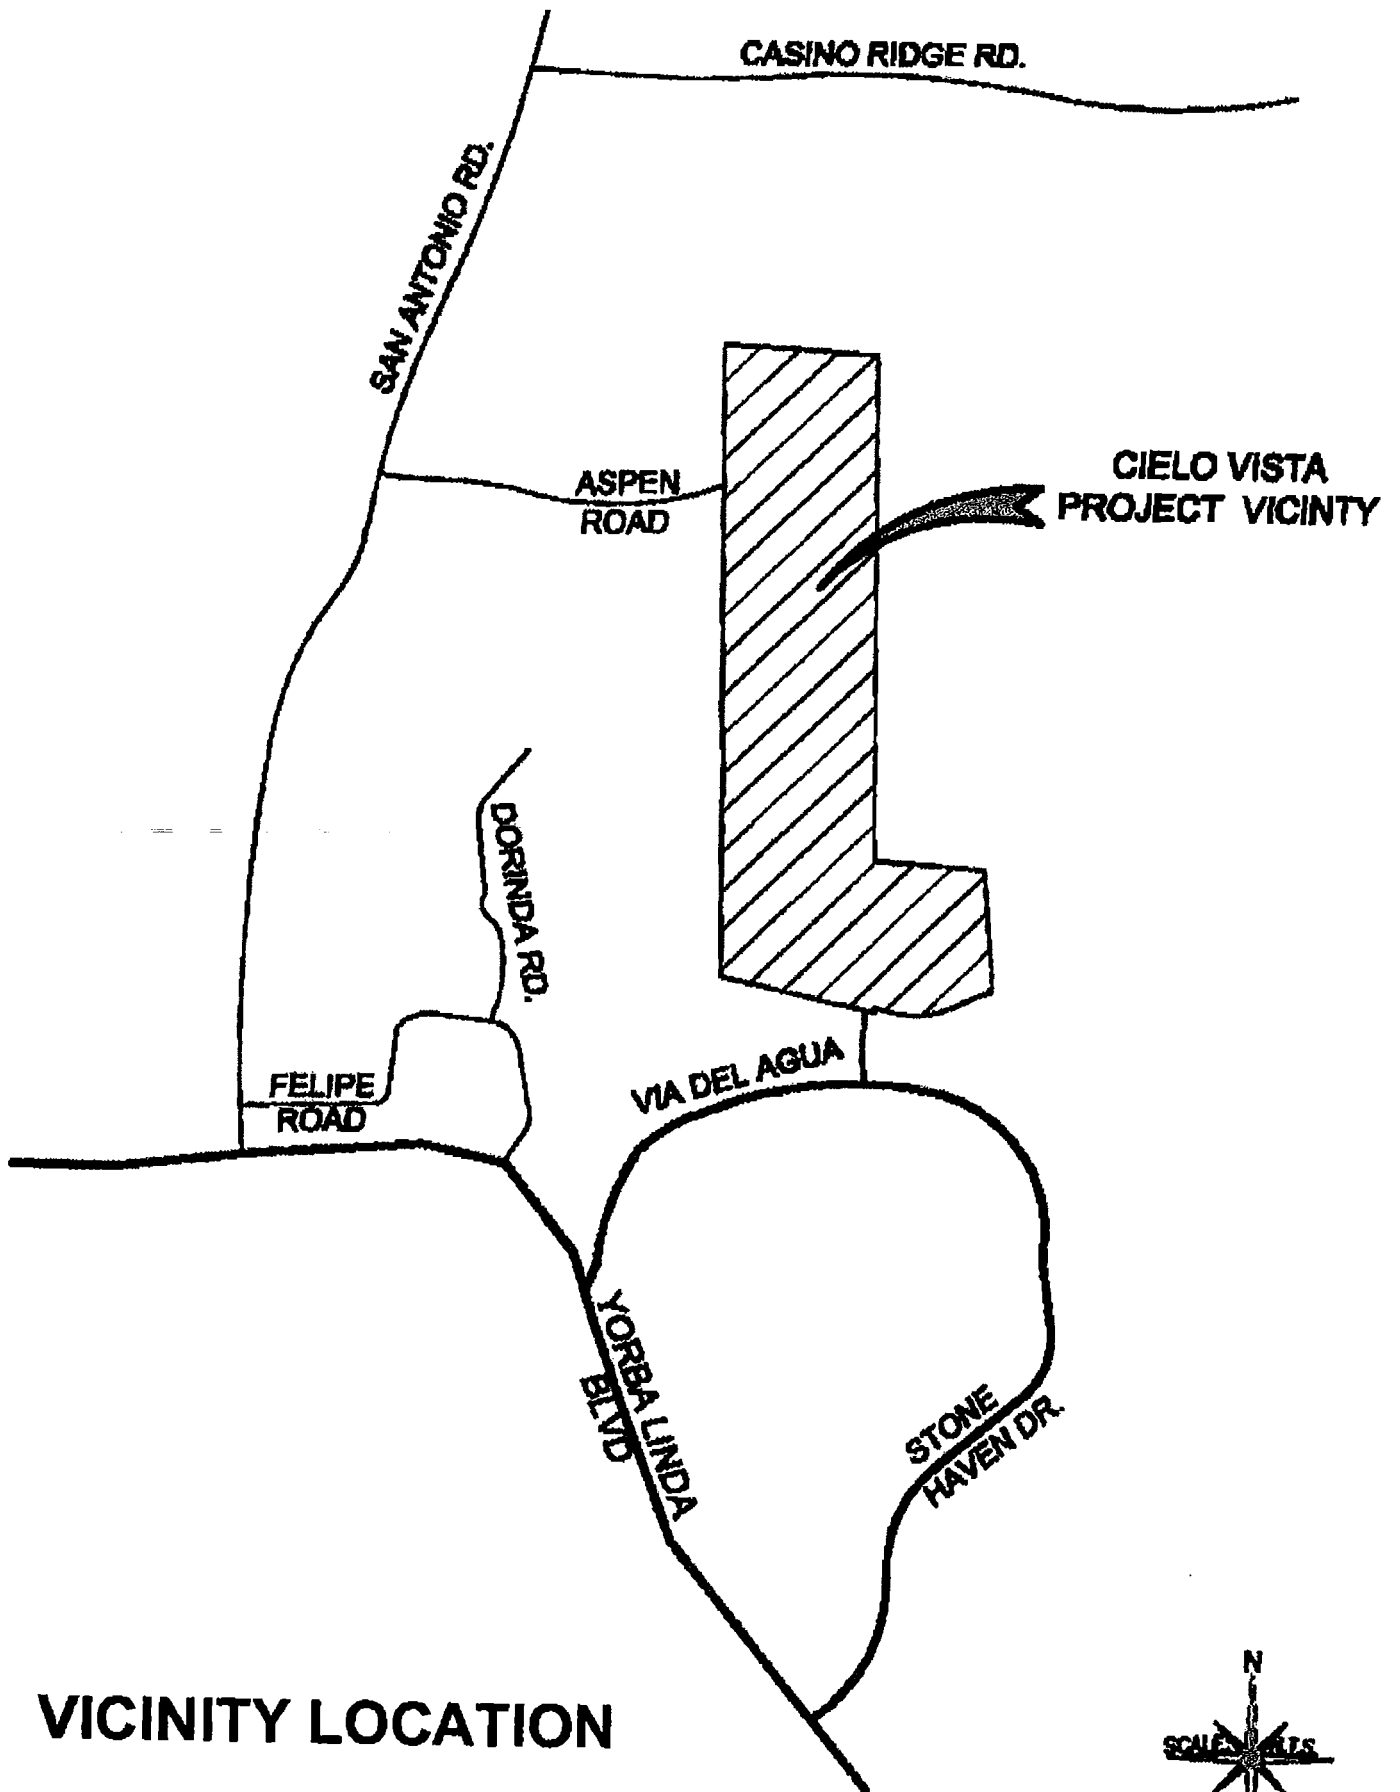 CASINO RIDGE RD.
SAN ANTONIO RD.
CIELO VISTA
PROJECT VICINTY
ASPEN
ROAD
DORINDA RD.
VIA DEL AGUA
FELIPE
ROAD
YORBA LINDA
BLVD
STONE
HAVEN DR.
N
VICINITY LOCATION
SCALE: N.T.S.